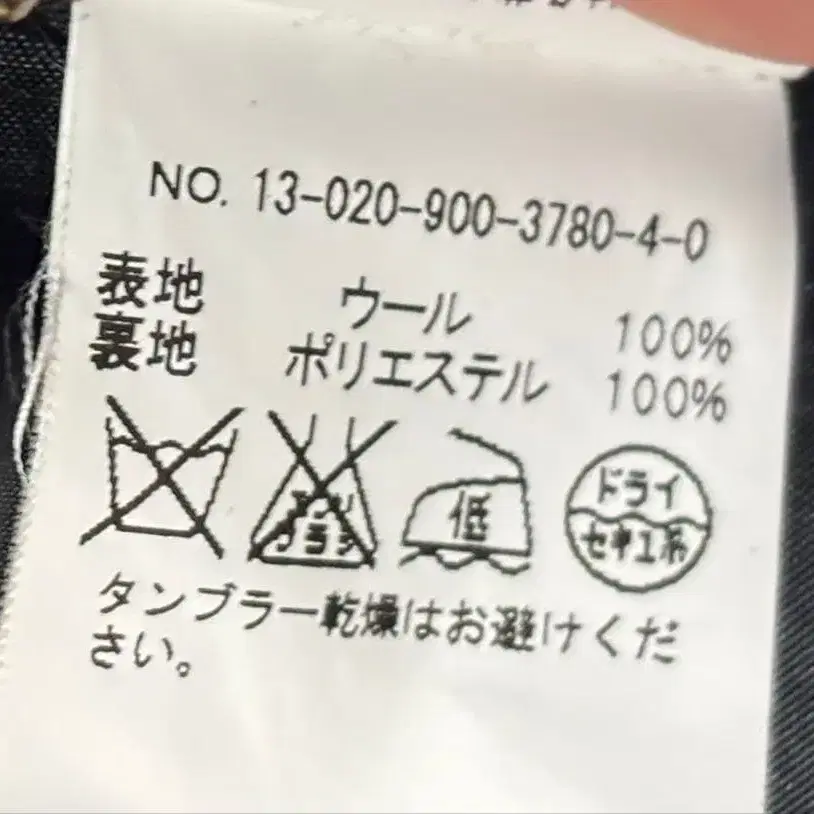 NO. 13-020-900-3780-4-0
表地 ウール 100%
裏地 ポリエステル 100%
低
ドライ
セキユ系
タンブラー乾燥はお避けくだ
さい。